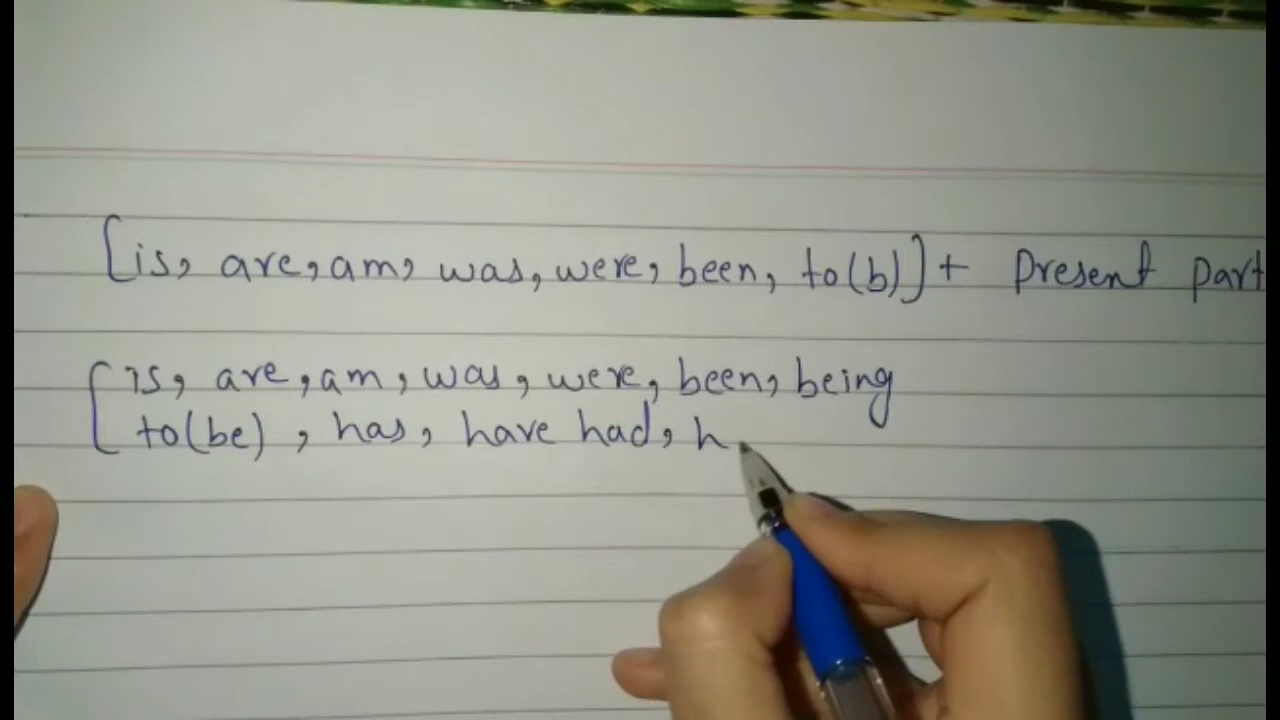 [is, are, am, was, were, been, to(b)] + Present part
[is, are, am, was, were, been, being
to(be), has, have had, h